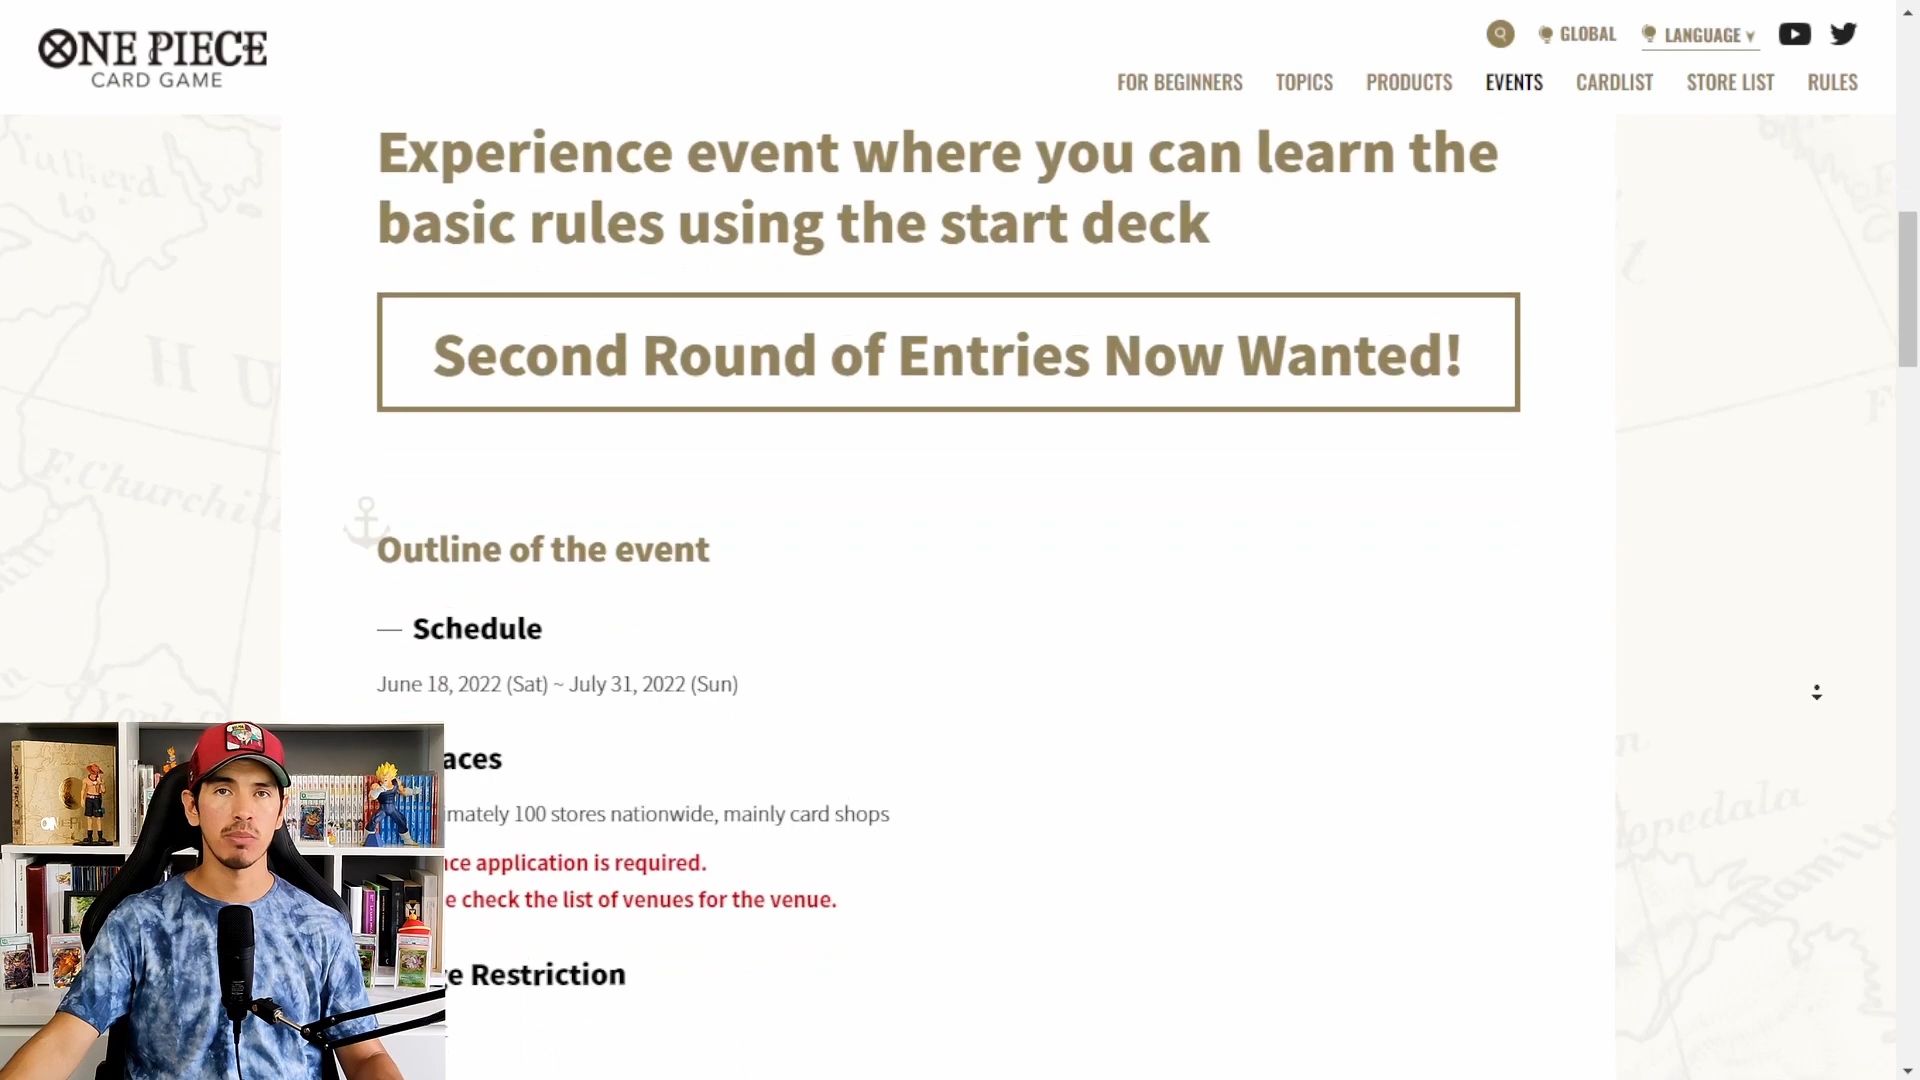 ONE PIECE
CARD GAME
GLOBAL
LANGUAGE
FOR BEGINNERS
TOPICS
PRODUCTS
EVENTS
CARDLIST
STORE LIST
RULES
Experience event where you can learn the
basic rules using the start deck
Second Round of Entries Now Wanted!
Outline of the event
— Schedule
June 18, 2022 (Sat) ~ July 31, 2022 (Sun)
aces
imately 100 stores nationwide, mainly card shops
nce application is required.
e check the list of venues for the venue.
e Restriction
F.Churchill